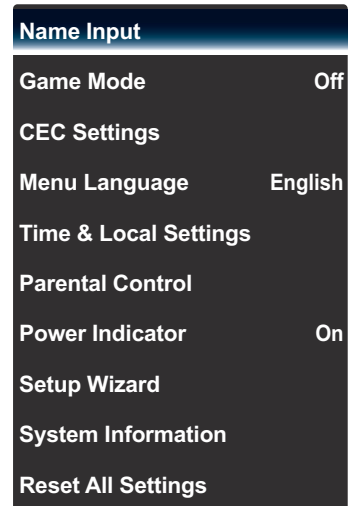 Name Input
Game Mode Off
CEC Settings
Menu Language English
Time & Local Settings
Parental Control
Power Indicator On
Setup Wizard
System Information
Reset All Settings